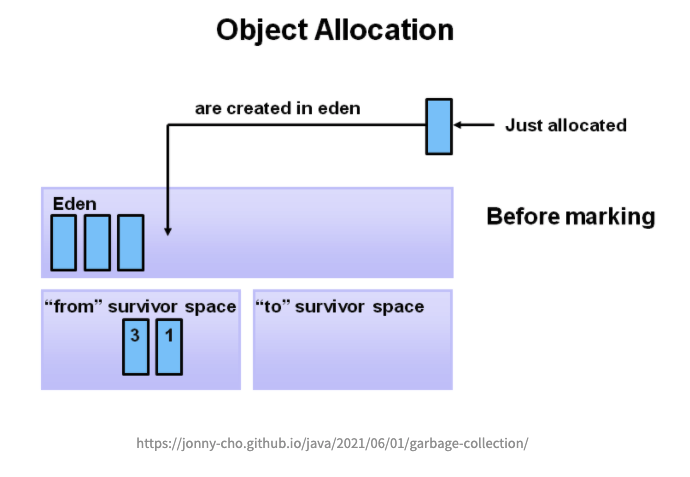 Object Allocation
are created in eden
Just allocated
Eden
Before marking
“from” survivor space
“to” survivor space
3 1
https://jonny-cho.github.io/java/2021/06/01/garbage-collection/